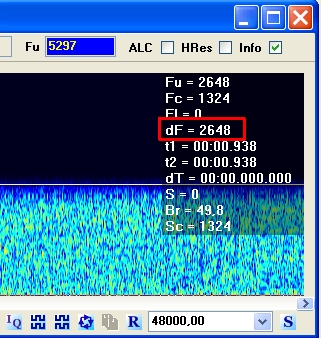 Fu 5297 ALC HRes Info
Fu = 2648
Fc = 1324
Fl = 0
dF = 2648
t1 = 00:00.938
t2 = 00:00.938
dT = 00:00.000.000
S = 0
Br = 49,8
Sc = 1324
IQ R 48000,00 S